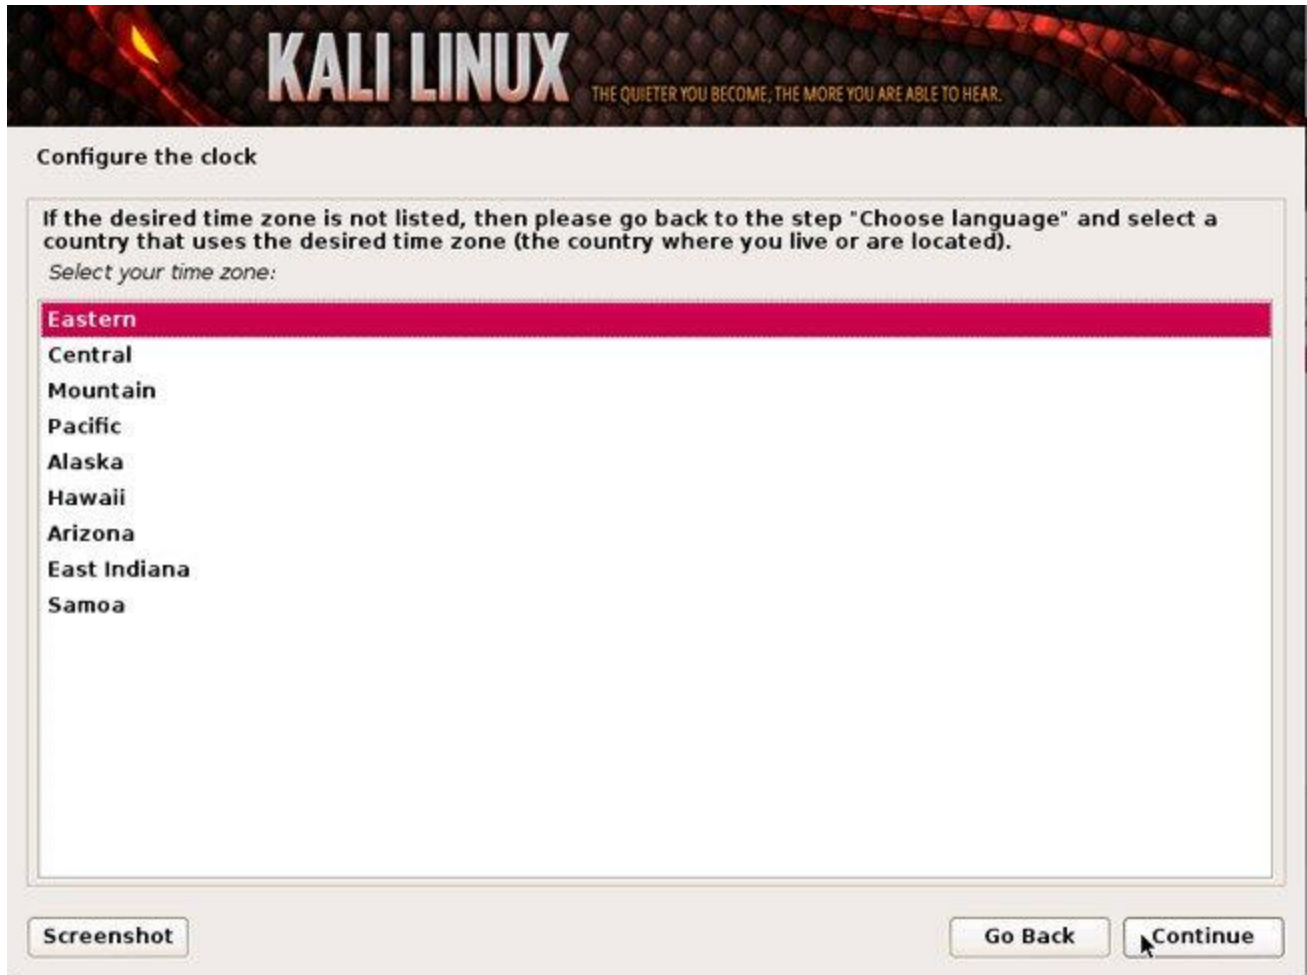 KALI LINUX THE QUIETER YOU BECOME, THE MORE YOU ARE ABLE TO HEAR.
Configure the clock
If the desired time zone is not listed, then please go back to the step "Choose language" and select a
country that uses the desired time zone (the country where you live or are located).
Select your time zone:
Eastern
Central
Mountain
Pacific
Alaska
Hawaii
Arizona
East Indiana
Samoa
Screenshot Go Back Continue